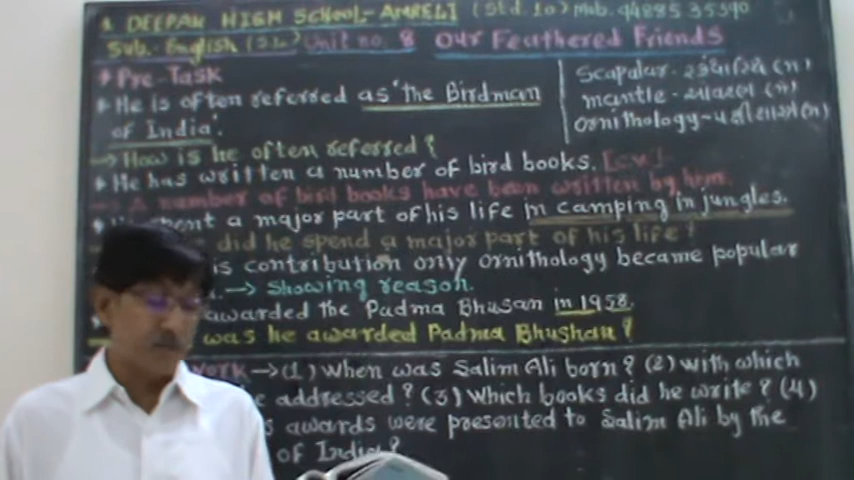 DEEPAK HIGH SCHOOL - AMRELI (Std. 10) Mob. 94885 35390
Sub. - English (S.L.) Unit no. 8 Our Feathered Friends
Pre-Task
He is often referred as 'the Birdman
of India'.
Scapular -
mantle -
ornithology -
→ How is he often referred?
He has written a number of bird books. [C.V.]
→ A number of bird books have been written by him.
spent a major part of his life in camping in jungles.
did he spend a major part of his life?
is contribution only ornithology became popular
→ Showing reason.
awarded the Padma Bhusan in 1958.
was he awarded Padma Bhushan?
Work → (1) When was Salim Ali born? (2) with which
addressed? (3) Which books did he write? (4)
awards were presented to Salim Ali by the
of India?